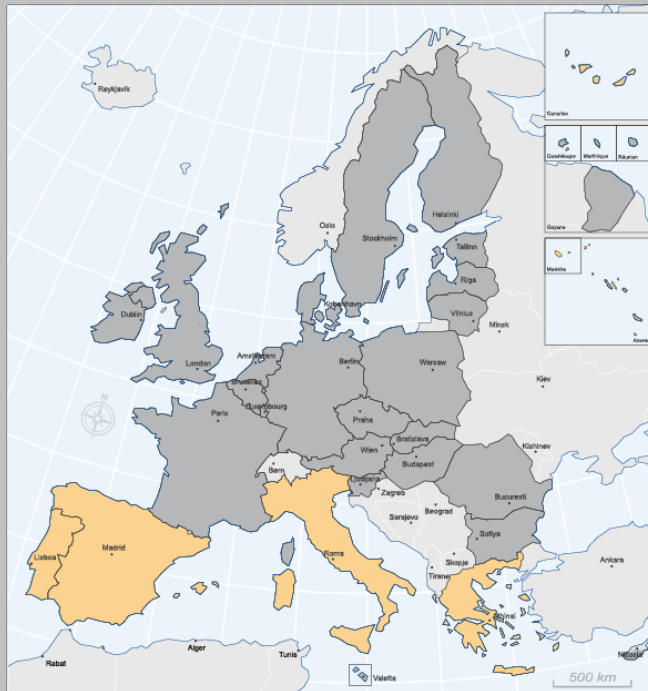 Reykjavik
Canarias
Guadeloupe
Martinique
Réunion
Guyane
Oslo
Helsinki
Stockholm
Tallinn
Madeira
Riga
København
Dublin
Vilnius
Minsk
Açores
London
Amsterdam
Berlin
Warsaw
Kiev
Bruxelles
Luxembourg
N
Paris
Praha
Bratislava
Kishinev
Wien
Budapest
Bern
Ljubljana
Zagreb
Bucuresti
Beograd
Sarajevo
Sofiya
Lisboa
Madrid
Roma
Skopje
Ankara
Tirane
Athinai
Alger
Tunis
Nicosia
Rabat
Valetta
500 km